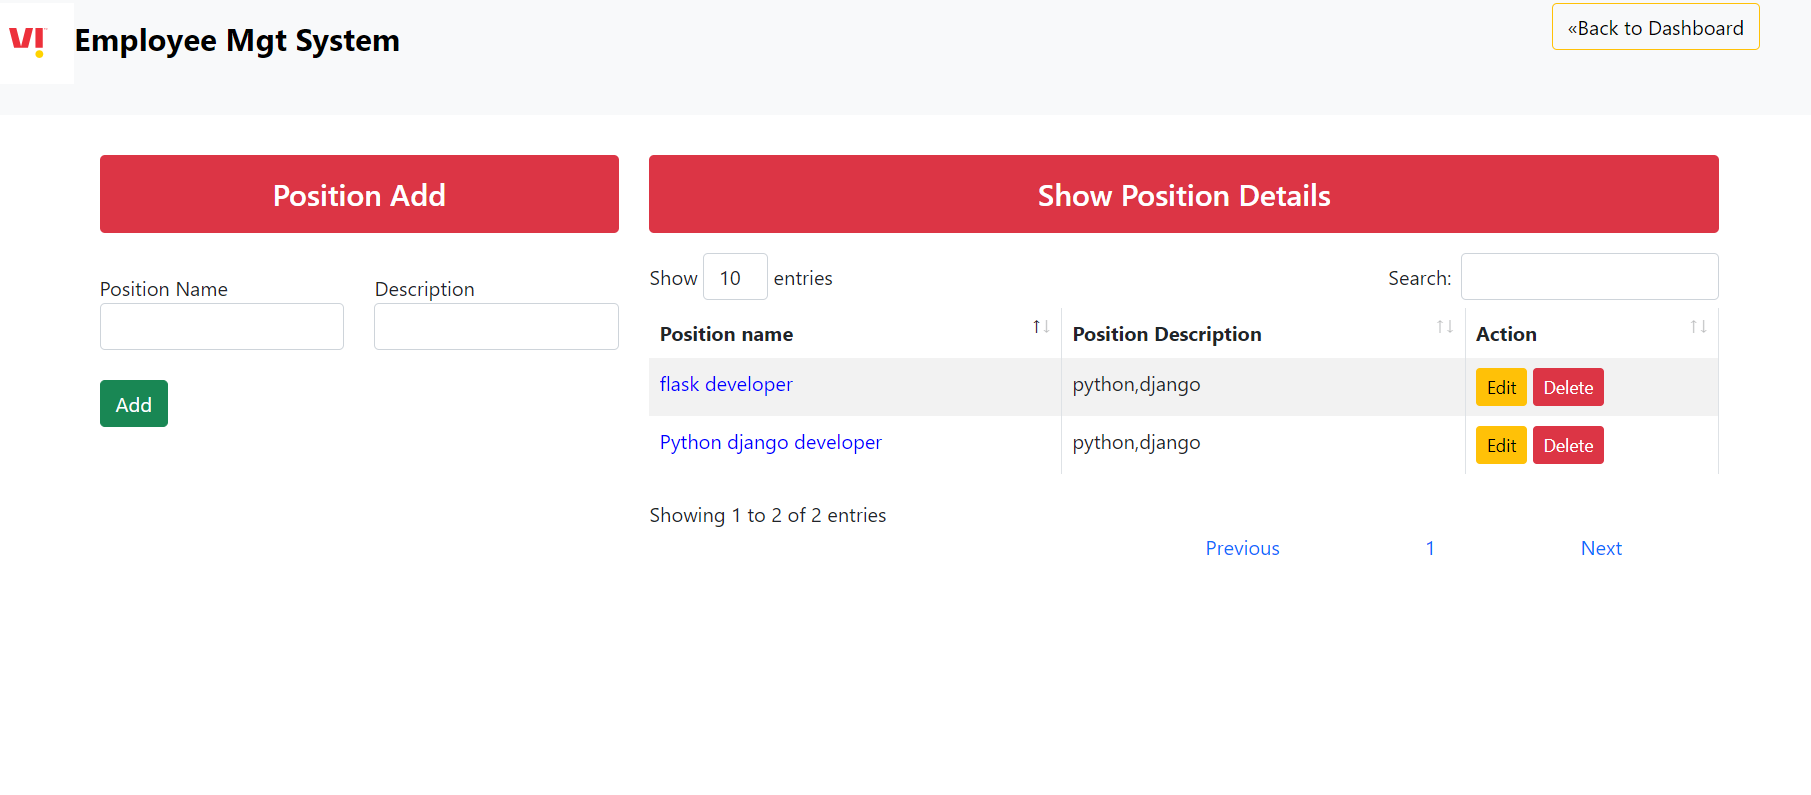 VI
Employee Mgt System
«Back to Dashboard
Position Add
Position Name
Description
Add
Show Position Details
Show 10 entries
Search:
Position name ↑↓ Position Description ↑↓ Action ↑↓
flask developer python,django Edit Delete
Python django developer python,django Edit Delete
Showing 1 to 2 of 2 entries
Previous 1 Next